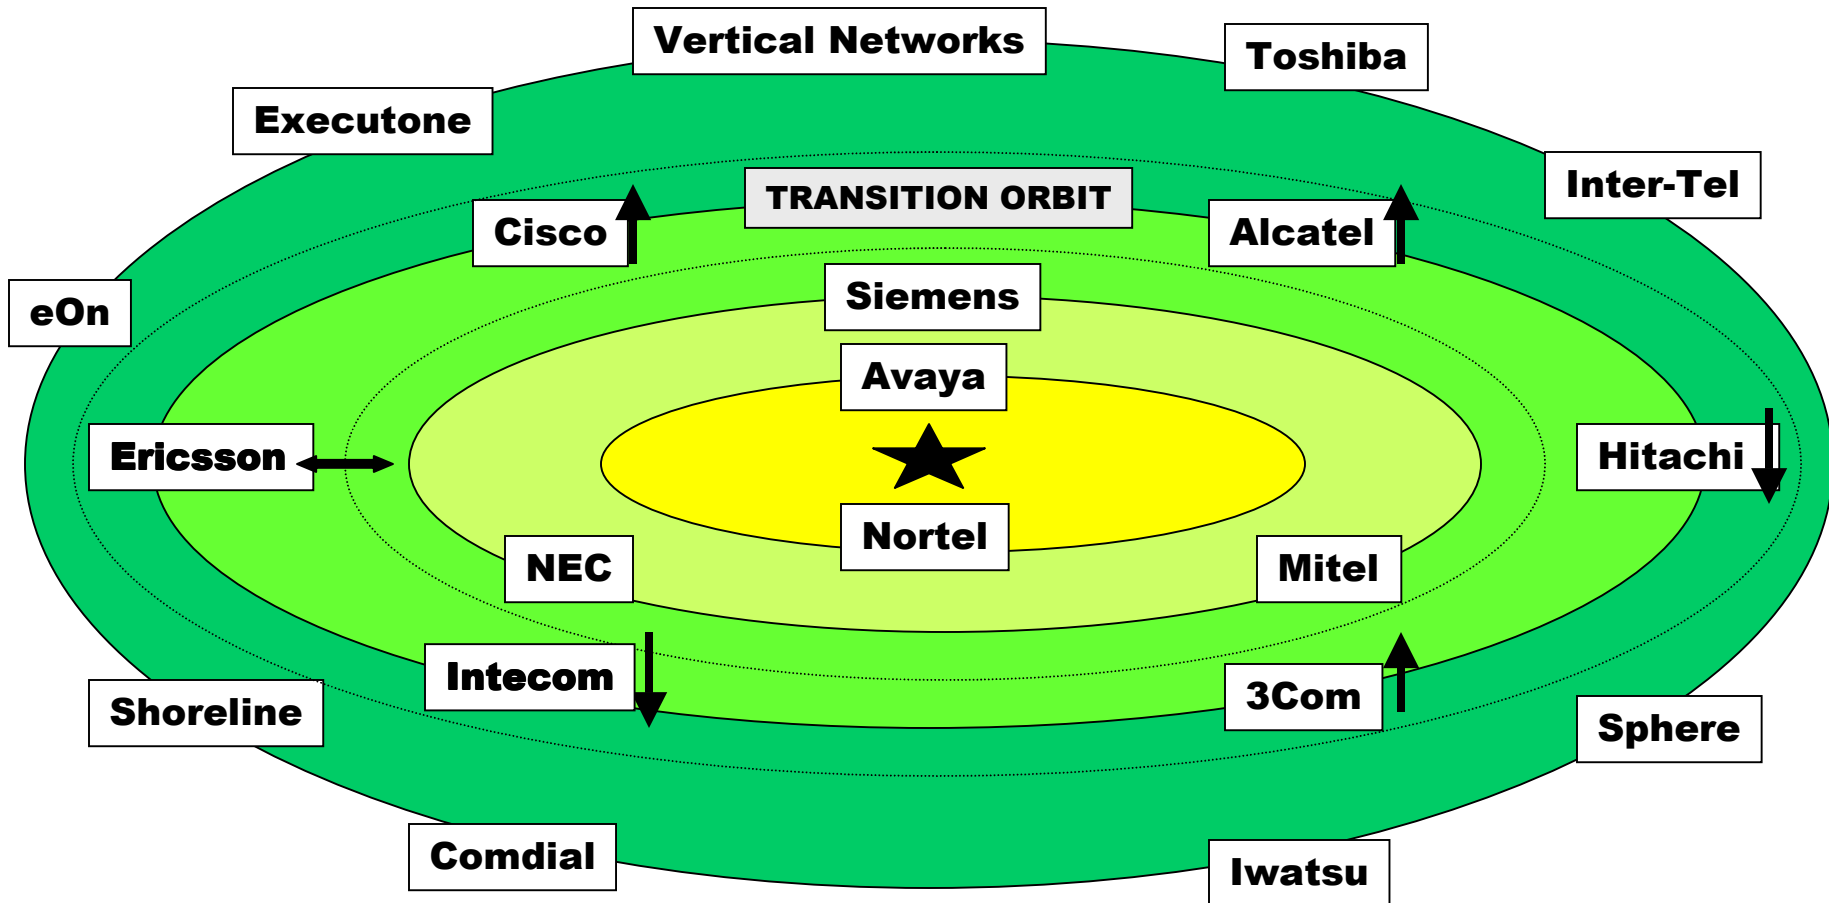 Vertical Networks
Toshiba
Executone
Inter-Tel
TRANSITION ORBIT
Cisco
Alcatel
Siemens
eOn
Avaya
Ericsson
Hitachi
Nortel
NEC
Mitel
Intecom
3Com
Shoreline
Sphere
Comdial
Iwatsu